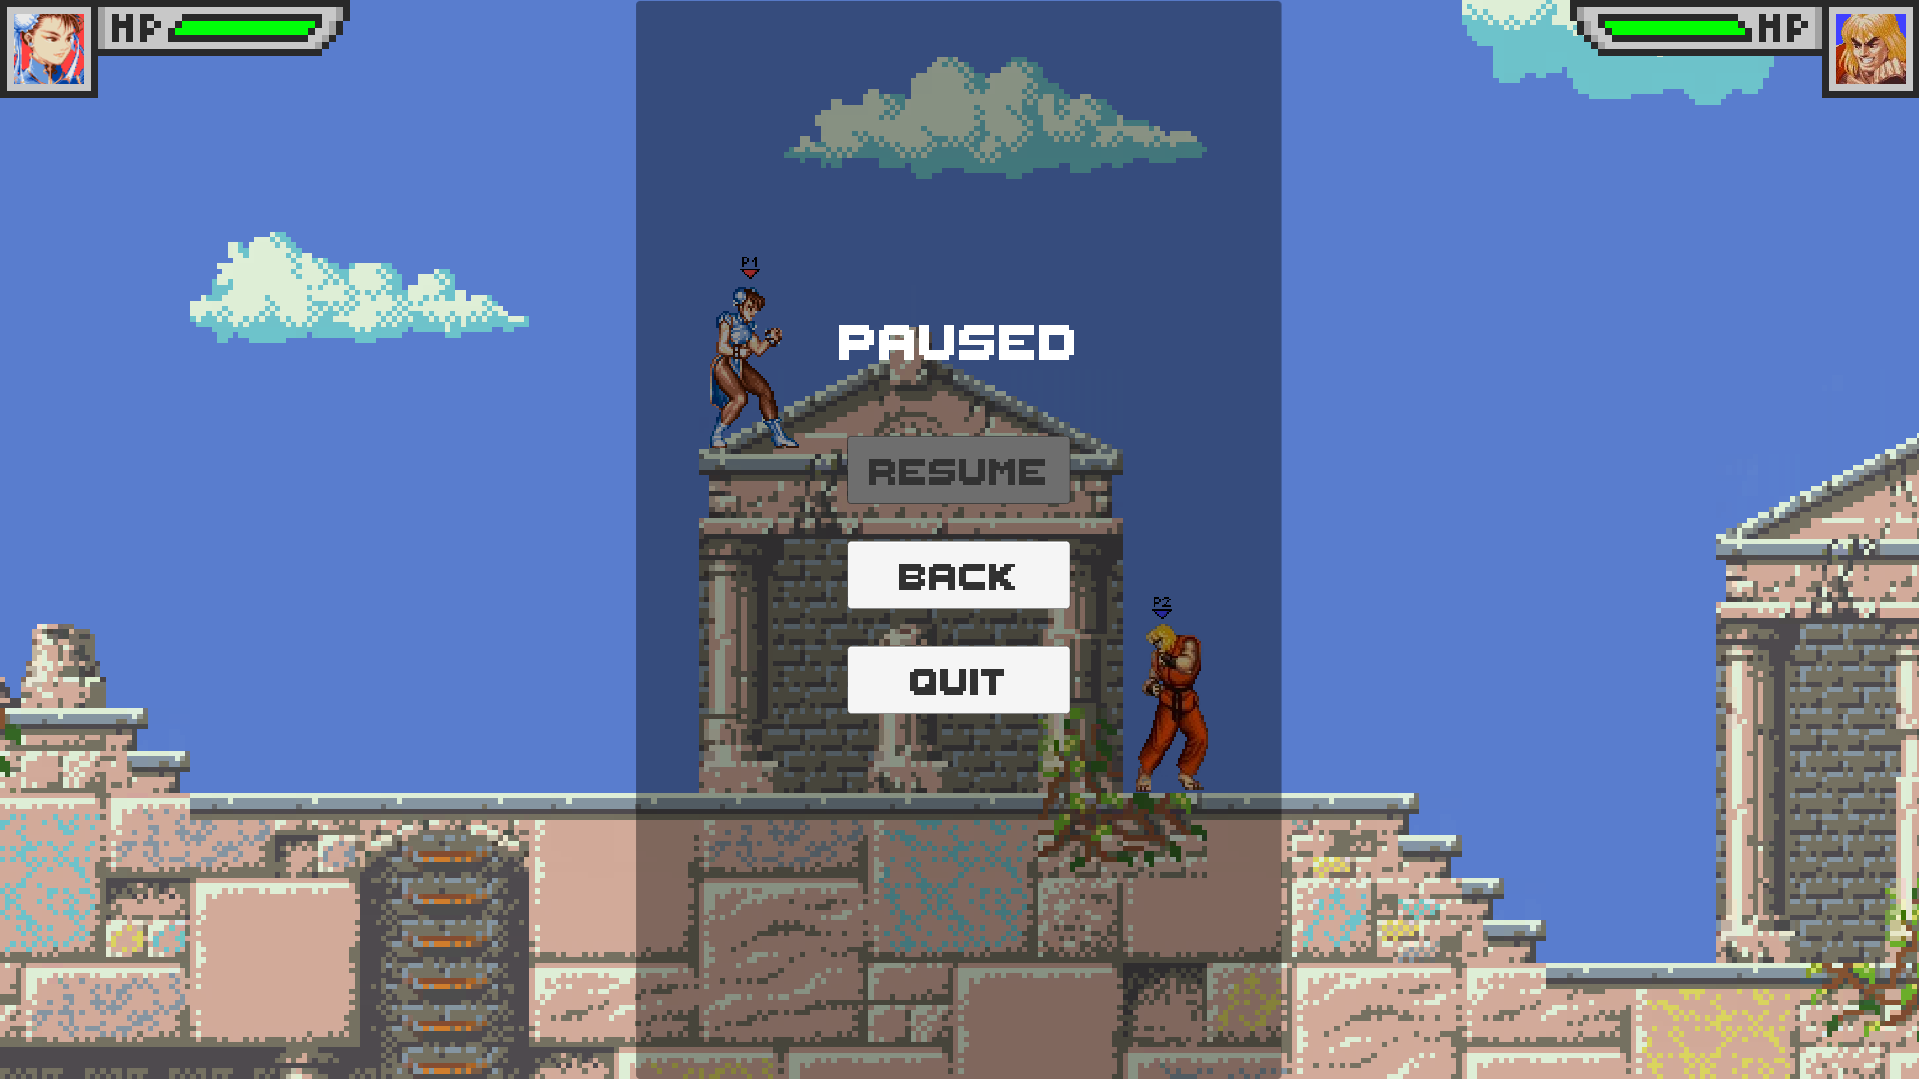 HP
HP
P1
PAUSED
RESUME
BACK
P2
QUIT